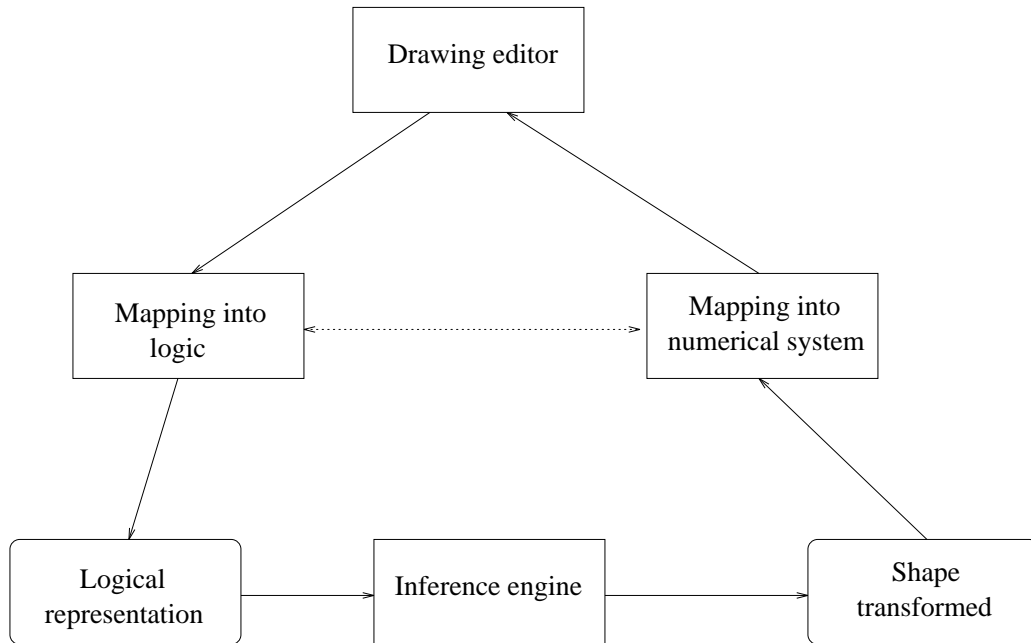 Drawing editor
Mapping into
logic
Mapping into
numerical system
Logical
representation
Inference engine
Shape
transformed